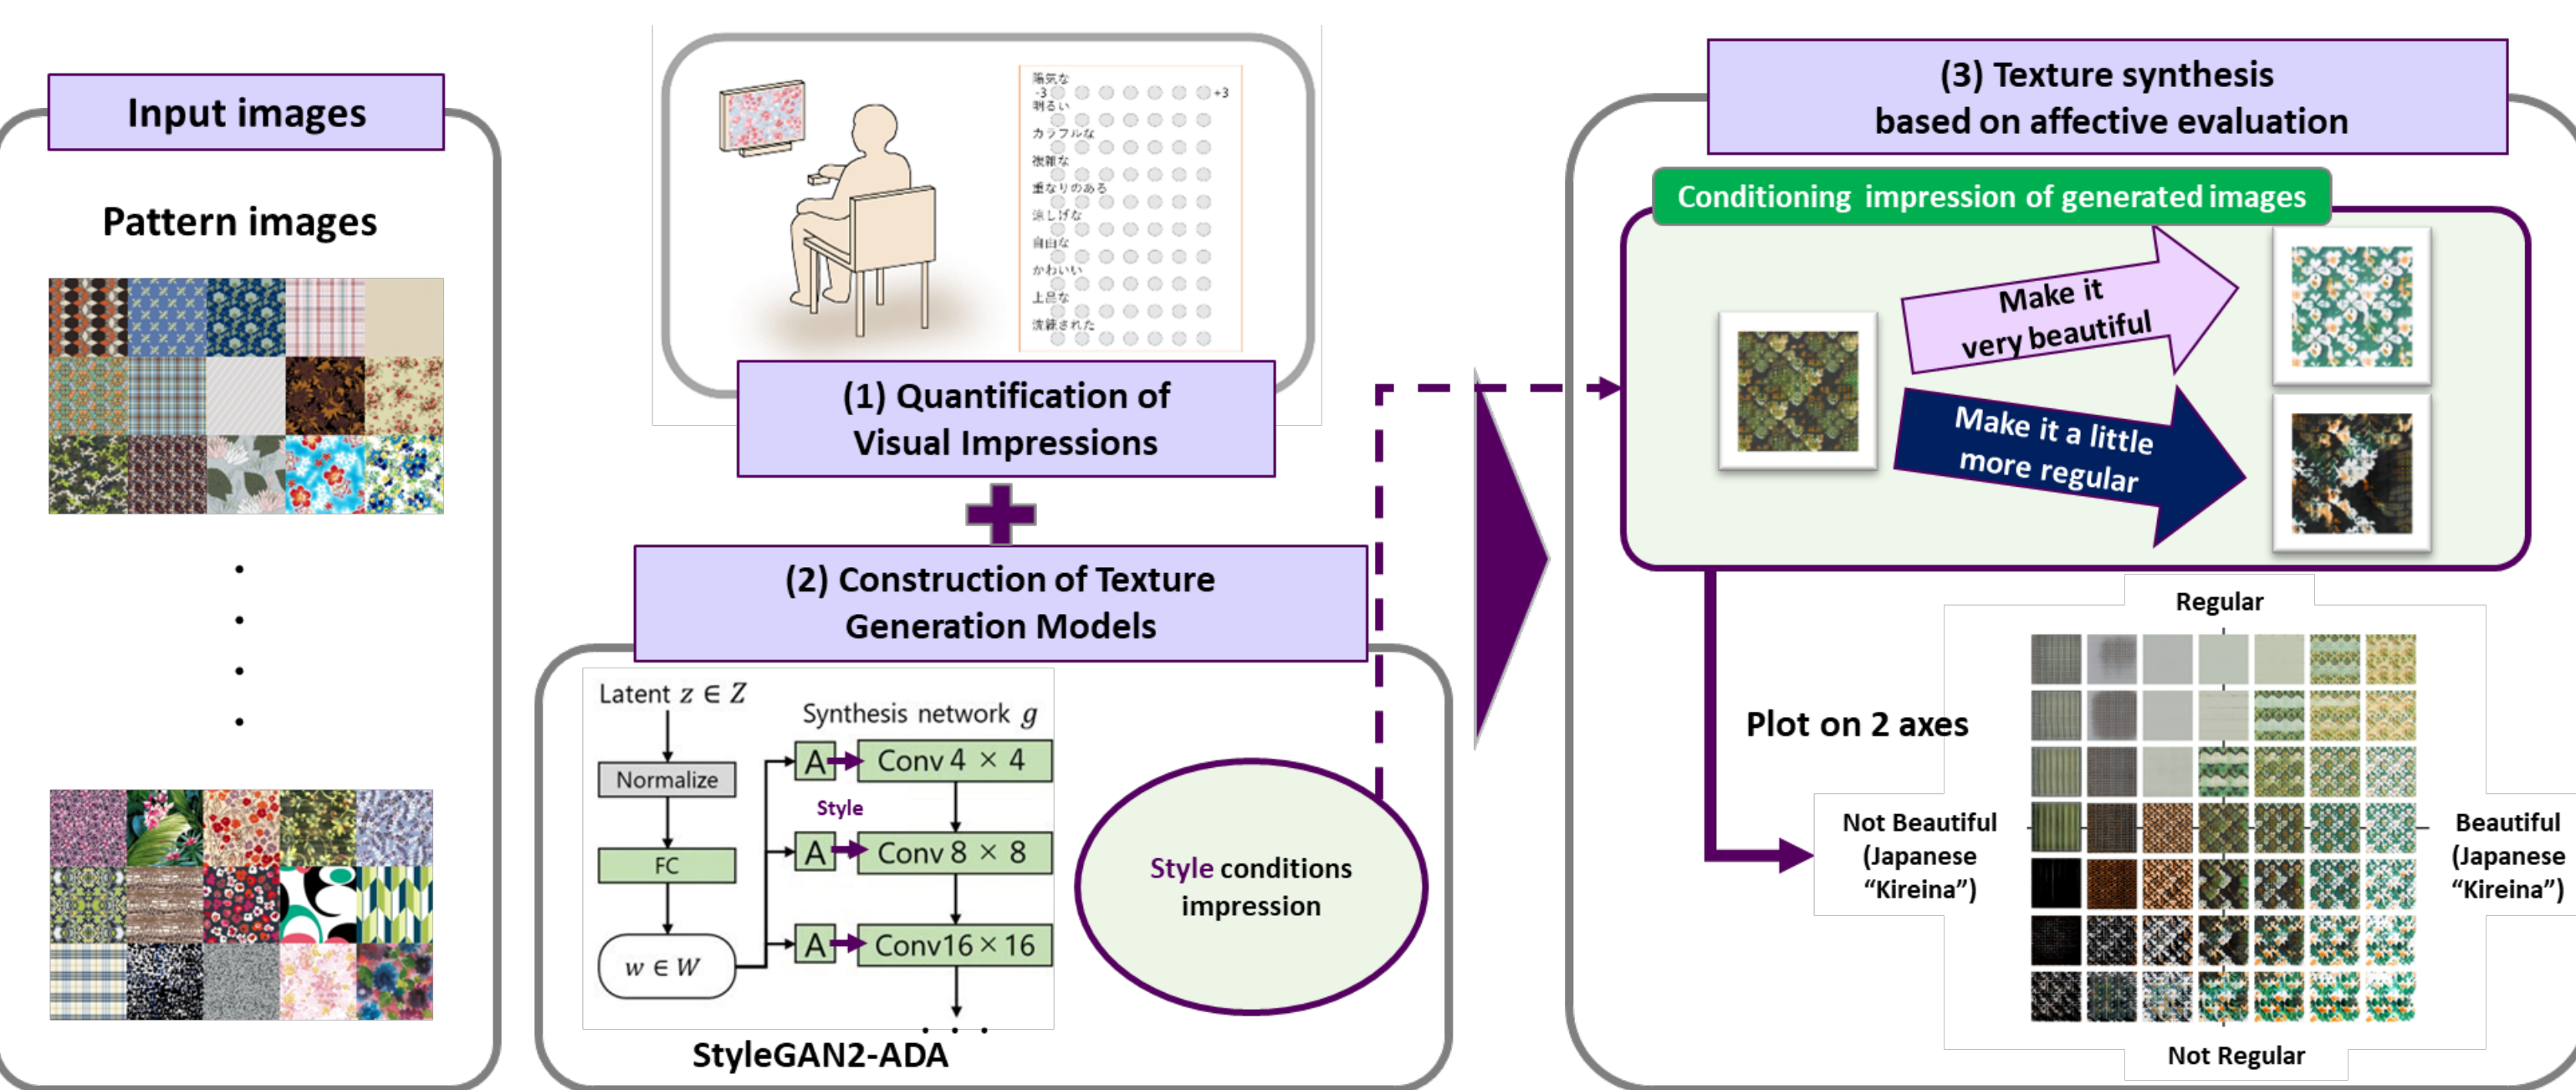 Input images
Pattern images
陽気な
-3
+3
明るい
カラフルな
複雑な
重なりのある
涼しげな
自由な
かわいい
上品な
洗練された
(1) Quantification of
Visual Impressions
(2) Construction of Texture
Generation Models
Latent z ∈ Z
Normalize
FC
w ∈ W
Synthesis network g
A
Conv 4 × 4
Style
A
Conv 8 × 8
A
Conv16 × 16
. . .
StyleGAN2-ADA
Style conditions
impression
(3) Texture synthesis
based on affective evaluation
Conditioning impression of generated images
Make it
very beautiful
Make it a little
more regular
Plot on 2 axes
Regular
Not Beautiful
(Japanese
“Kireina”)
Beautiful
(Japanese
“Kireina”)
Not Regular